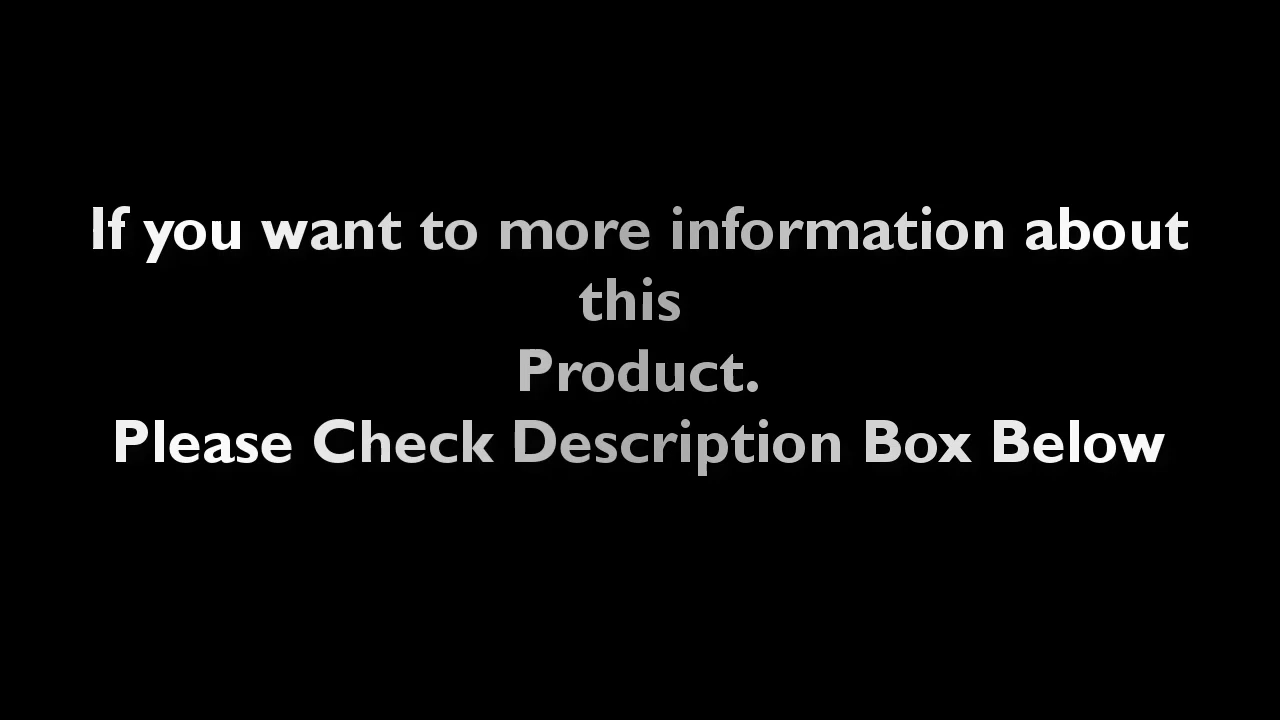 If you want to more information about
this
Product.
Please Check Description Box Below